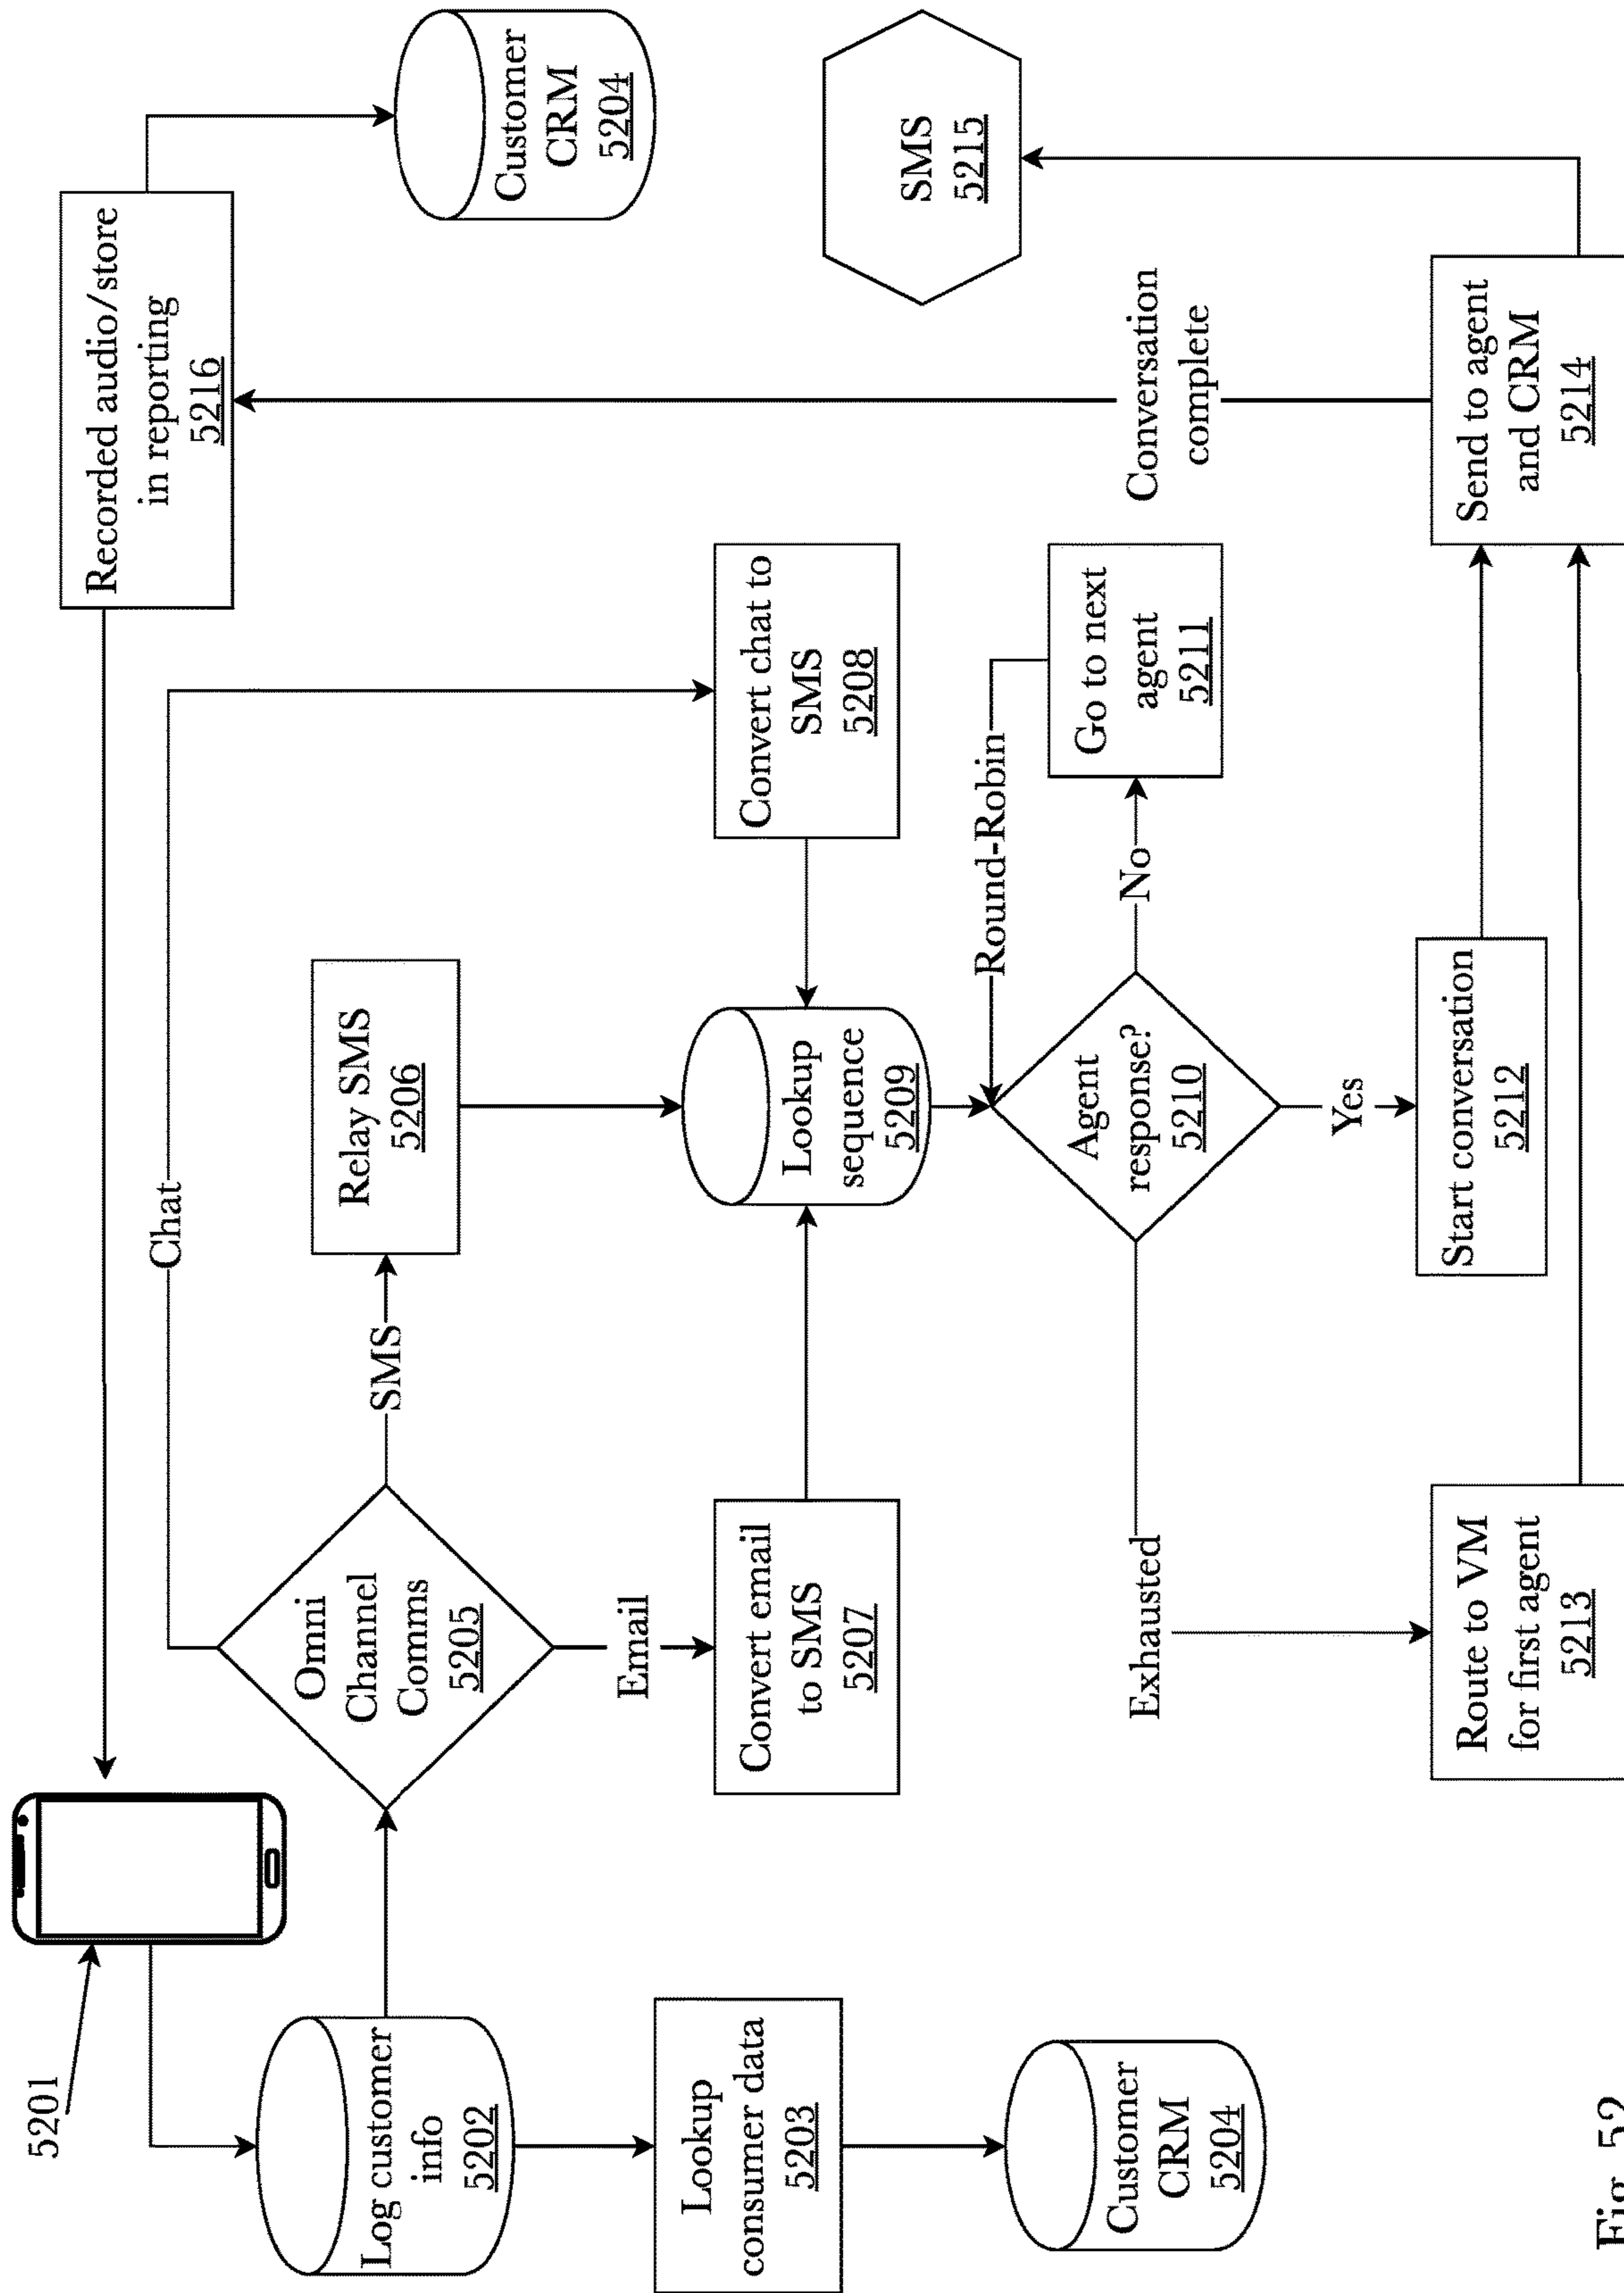 5201
Log customer
info
5202
Lookup
consumer data
5203
Customer
CRM
5204
Omni
Channel
Comms
5205
Chat
SMS
Email
Relay SMS
5206
Convert email
to SMS
5207
Convert chat to
SMS
5208
Lookup
sequence
5209
Round-Robin
Agent
response?
5210
No
Go to next
agent
5211
Yes
Start conversation
5212
Exhausted
Route to VM
for first agent
5213
Send to agent
and CRM
5214
Conversation
complete
SMS
5215
Recorded audio/store
in reporting
5216
Customer
CRM
5204
Fig. 52